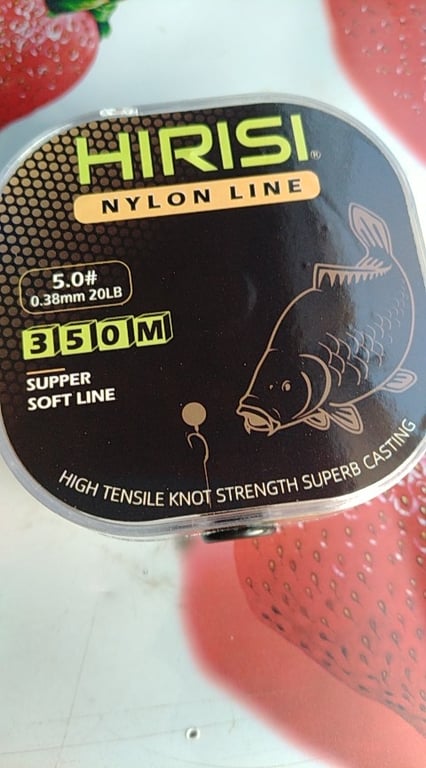 HIRISI®
NYLON LINE
5.0#
0.38mm 20LB
350M
SUPPER
SOFT LINE
HIGH TENSILE KNOT STRENGTH SUPERB CASTING